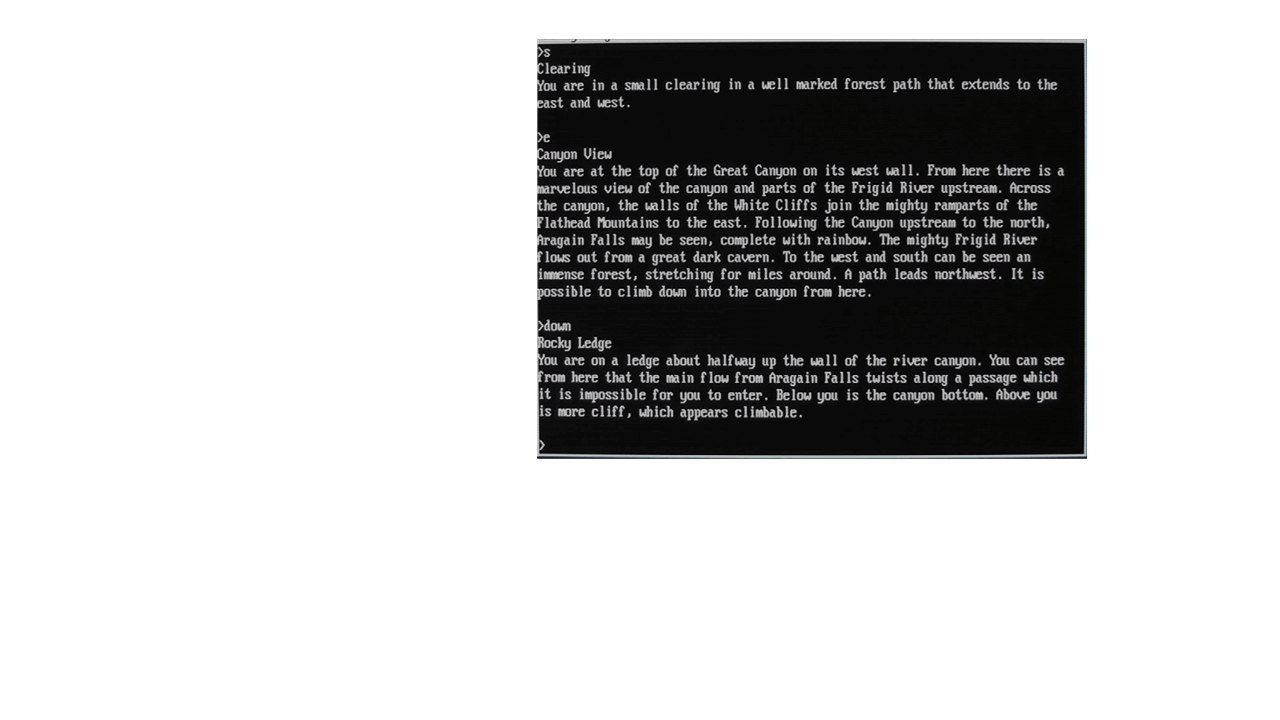 >s
Clearing
You are in a small clearing in a well marked forest path that extends to the
east and west.
>e
Canyon View
You are at the top of the Great Canyon on its west wall. From here there is a
marvelous view of the canyon and parts of the Frigid River upstream. Across
the canyon, the walls of the White Cliffs join the mighty ramparts of the
Flathead Mountains to the east. Following the Canyon upstream to the north,
Aragain Falls may be seen, complete with rainbow. The mighty Frigid River
flows out from a great dark cavern. To the west and south can be seen an
immense forest, stretching for miles around. A path leads northwest. It is
possible to climb down into the canyon from here.
>down
Rocky Ledge
You are on a ledge about halfway up the wall of the river canyon. You can see
from here that the main flow from Aragain Falls twists along a passage which
it is impossible for you to enter. Below you is the canyon bottom. Above you
is more cliff, which appears climbable.
>